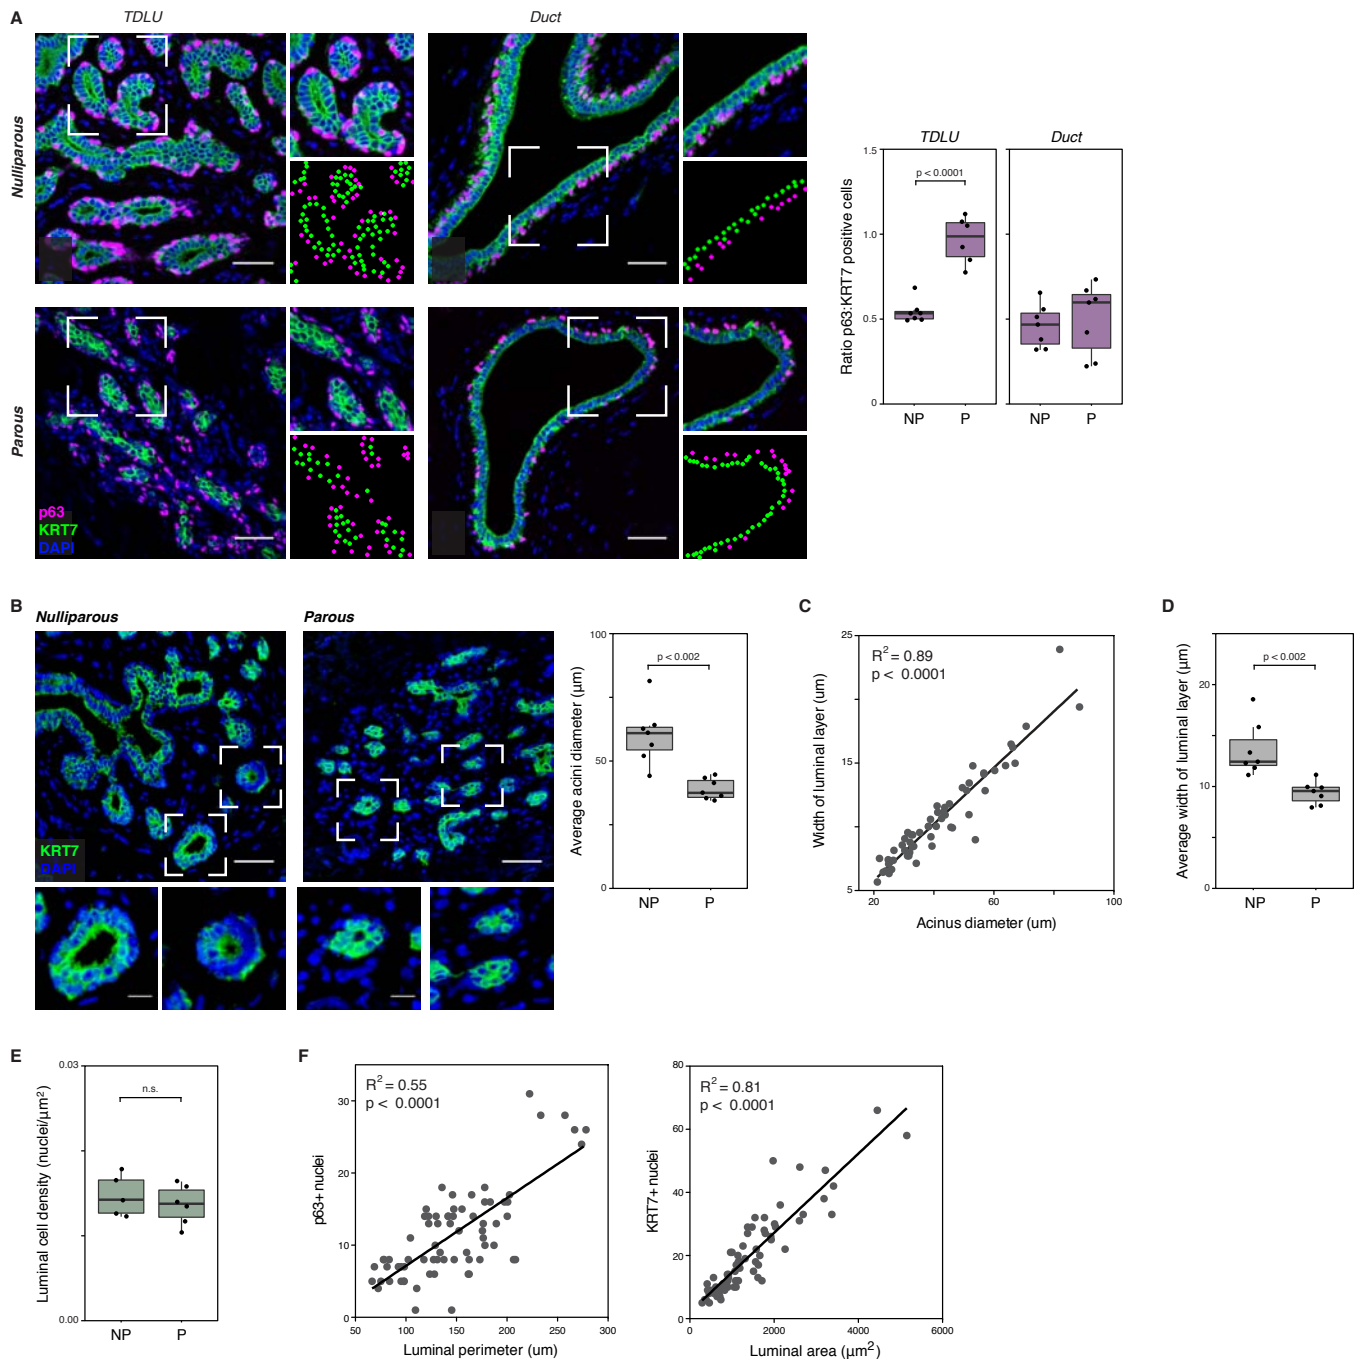 A
TDLU
Duct
Nulliparous
Parous
p63
KRT7
DAPI
TDLU
Duct
Ratio p63:KRT7 positive cells
1.5
1.0
0.5
0
p < 0.0001
NP
P
NP
P
B
Nulliparous
Parous
KRT7
DAPI
Average acini diameter (μm)
100
50
0
p < 0.002
NP
P
C
Width of luminal layer (um)
25
15
5
R2 = 0.89
p < 0.0001
20
60
100
Acinus diameter (um)
D
Average width of luminal layer (μm)
20
10
0
p < 0.002
NP
P
E
Luminal cell density (nuclei/μm2)
0.03
0.00
n.s.
NP
P
F
p63+ nuclei
30
20
10
0
R2 = 0.55
p < 0.0001
50
100
150
200
250
300
Luminal perimeter (um)
KRT7+ nuclei
80
60
40
20
0
R2 = 0.81
p < 0.0001
0
2000
4000
6000
Luminal area (μm2)